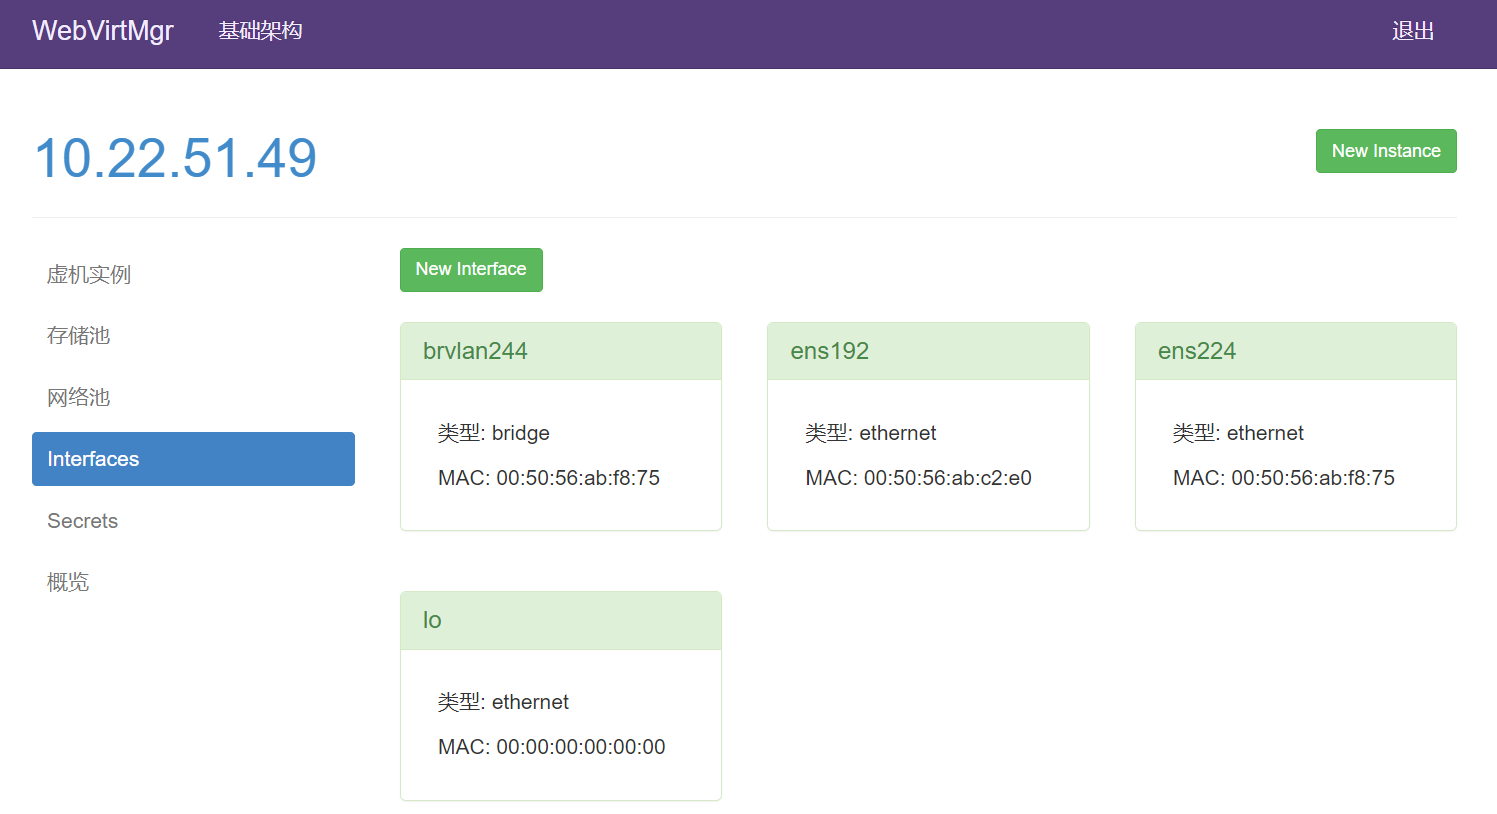 WebVirtMgr 基础架构 退出
10.22.51.49
New Instance
虚机实例
存储池
网络池
Interfaces
Secrets
概览
New Interface
brvlan244
类型: bridge
MAC: 00:50:56:ab:f8:75
ens192
类型: ethernet
MAC: 00:50:56:ab:c2:e0
ens224
类型: ethernet
MAC: 00:50:56:ab:f8:75
lo
类型: ethernet
MAC: 00:00:00:00:00:00